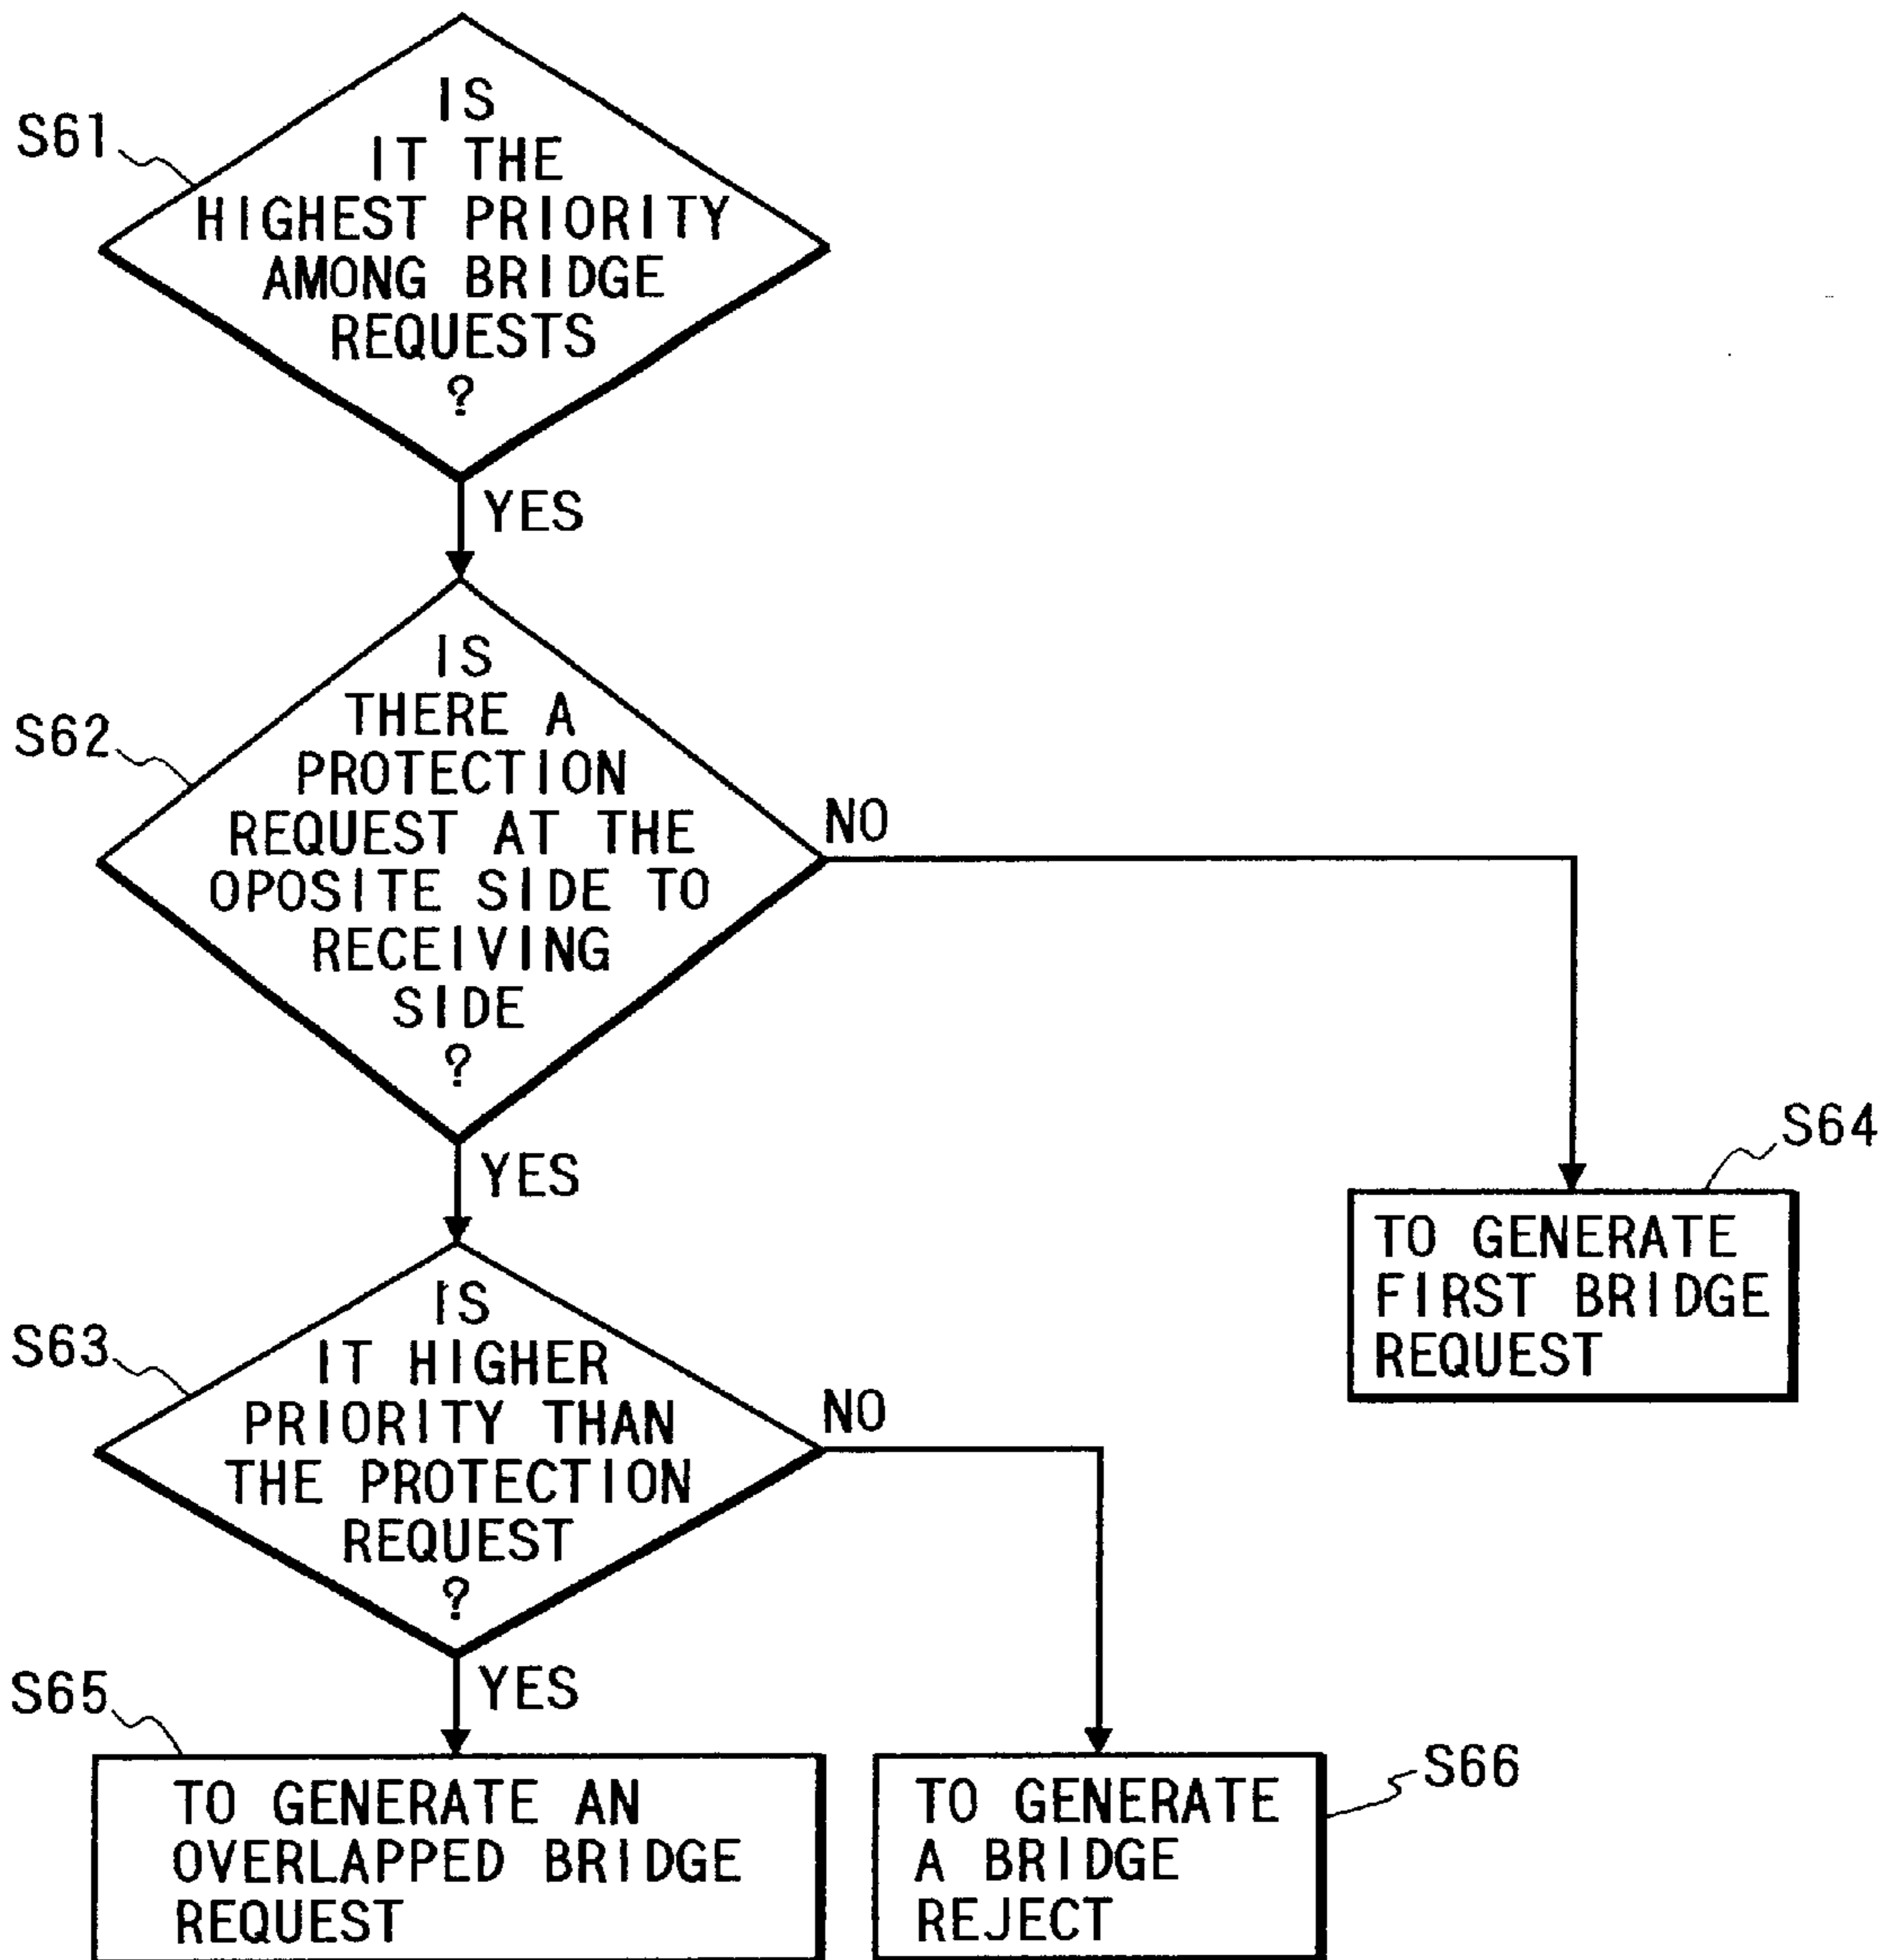 S61
IS
IT THE
HIGHEST PRIORITY
AMONG BRIDGE
REQUESTS
?
YES
S62
IS
THERE A
PROTECTION
REQUEST AT THE
OPOSITE SIDE TO
RECEIVING
SIDE
?
NO
YES
S64
TO GENERATE
FIRST BRIDGE
REQUEST
S63
IS
IT HIGHER
PRIORITY THAN
THE PROTECTION
REQUEST
?
NO
YES
S65
TO GENERATE AN
OVERLAPPED BRIDGE
REQUEST
S66
TO GENERATE
A BRIDGE
REJECT